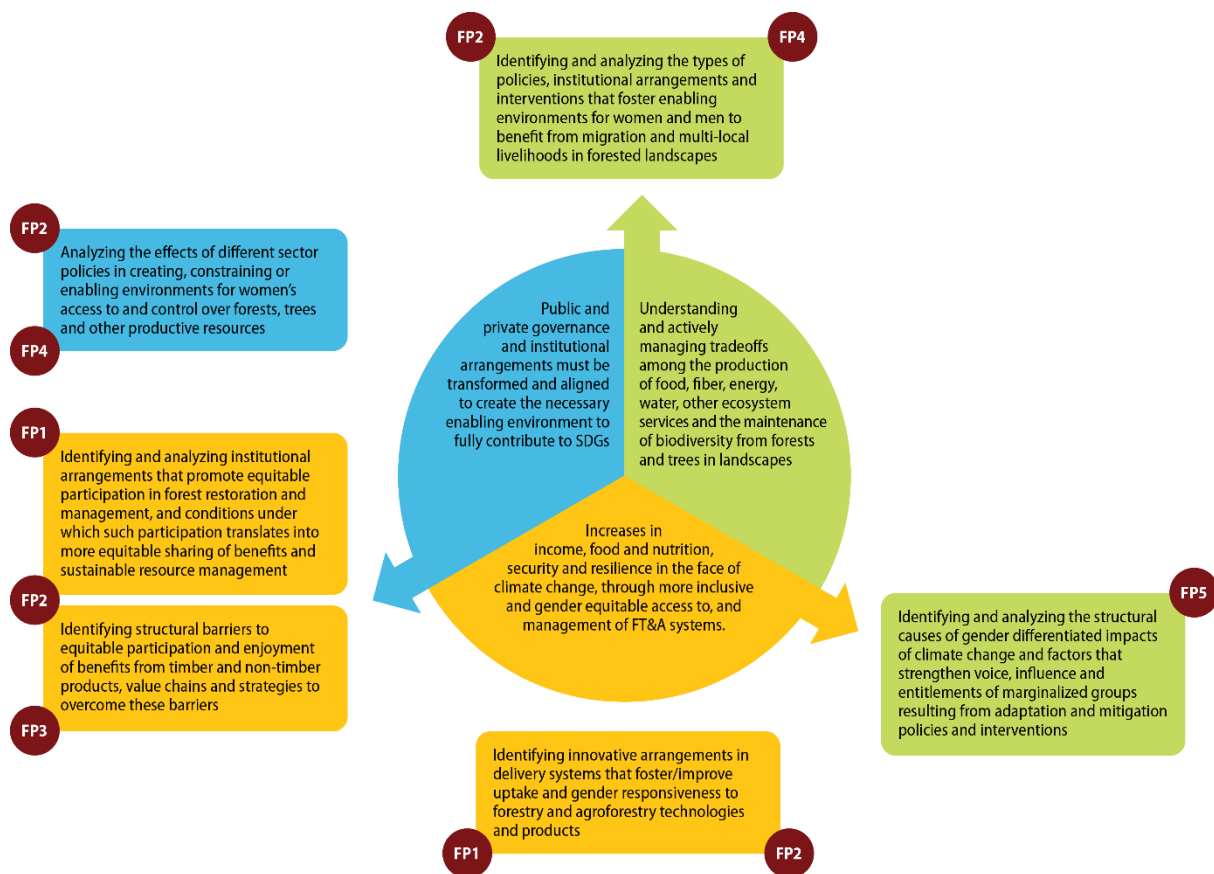 FP2
FP4
Identifying and analyzing the types of
policies, institutional arrangements and
interventions that foster enabling
environments for women and men to
benefit from migration and multi-local
livelihoods in forested landscapes
FP2
Analyzing the effects of different sector
policies in creating, constraining or
enabling environments for women's
access to and control over forests, trees
and other productive resources
FP4
Public and
private governance
and institutional
arrangements must be
transformed and aligned
to create the necessary
enabling environment to
fully contribute to SDGs
Understanding
and actively
managing tradeoffs
among the production
of food, fiber, energy,
water, other ecosystem
services and the maintenance
of biodiversity from forests
and trees in landscapes
FP1
Identifying and analyzing institutional
arrangements that promote equitable
participation in forest restoration and
management, and conditions under
which such participation translates into
more equitable sharing of benefits and
sustainable resource management
FP2
Identifying structural barriers to
equitable participation and enjoyment
of benefits from timber and non-timber
products, value chains and strategies to
overcome these barriers
FP3
Increases in
income, food and nutrition,
security and resilience in the face of
climate change, through more inclusive
and gender equitable access to, and
management of FT&A systems.
FP5
Identifying and analyzing the structural
causes of gender differentiated impacts
of climate change and factors that
strengthen voice, influence and
entitlements of marginalized groups
resulting from adaptation and mitigation
policies and interventions
Identifying innovative arrangements in
delivery systems that foster/improve
uptake and gender responsiveness to
forestry and agroforestry technologies
and products
FP1
FP2